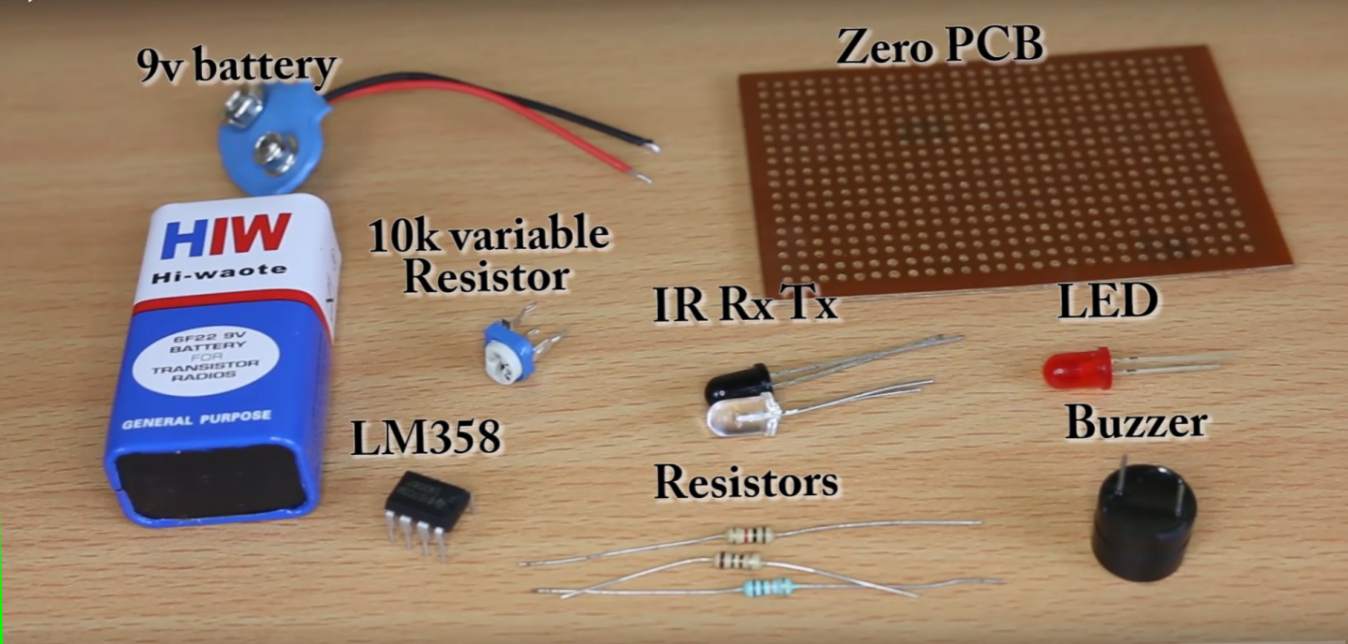 9v battery
Zero PCB
HIW
Hi-waote
6F22 9V
BATTERY
FOR
TRANSISTOR
RADIOS
GENERAL PURPOSE
10k variable
Resistor
IR Rx Tx
LED
LM358
Buzzer
Resistors